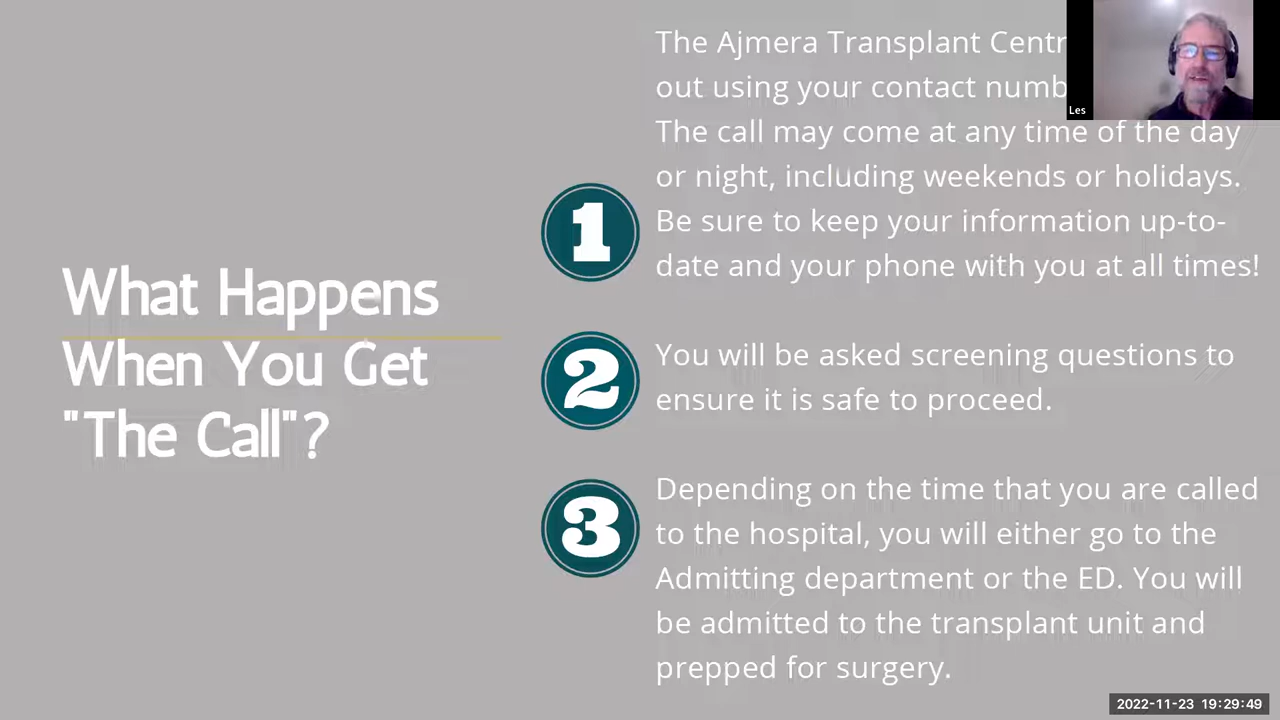 What Happens
When You Get
"The Call"?
1
The Ajmera Transplant
out using your contact
The call may come at any time of the day
or night, including weekends or holidays.
Be sure to keep your information up-to-
date and your phone with you at all times!
2
You will be asked screening questions to
ensure it is safe to proceed.
3
Depending on the time that you are called
to the hospital, you will either go to the
Admitting department or the ED. You will
be admitted to the transplant unit and
prepped for surgery.
Les
2022-11-23 19:29:49